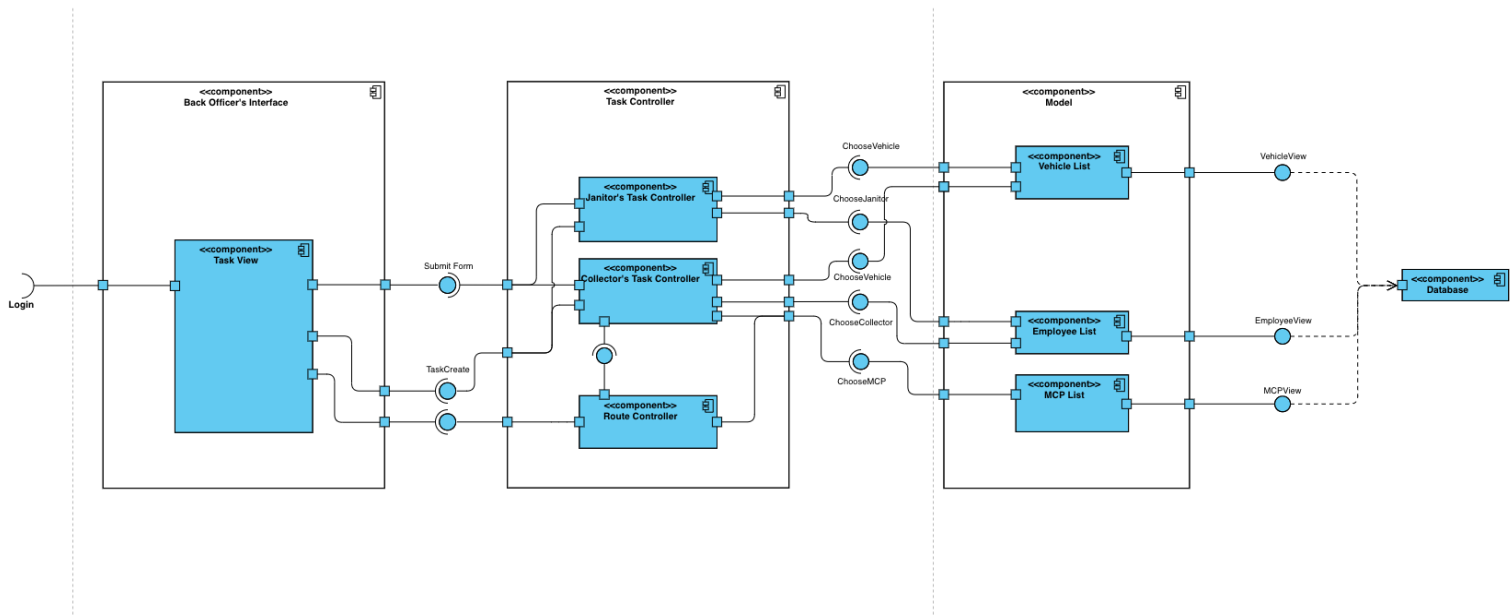 <<component>>
Back Officer's Interface
<<component>>
Task Controller
<<component>>
Model
ChooseVehicle
<<component>>
Vehicle List
VehicleView
<<component>>
Janitor's Task Controller
ChooseJanitor
<<component>>
Task View
Submit Form
<<component>>
Collector's Task Controller
ChooseVehicle
<<component>>
Database
Login
ChooseCollector
<<component>>
Employee List
EmployeeView
TaskCreate
ChooseMCP
<<component>>
MCP List
MCPView
<<component>>
Route Controller